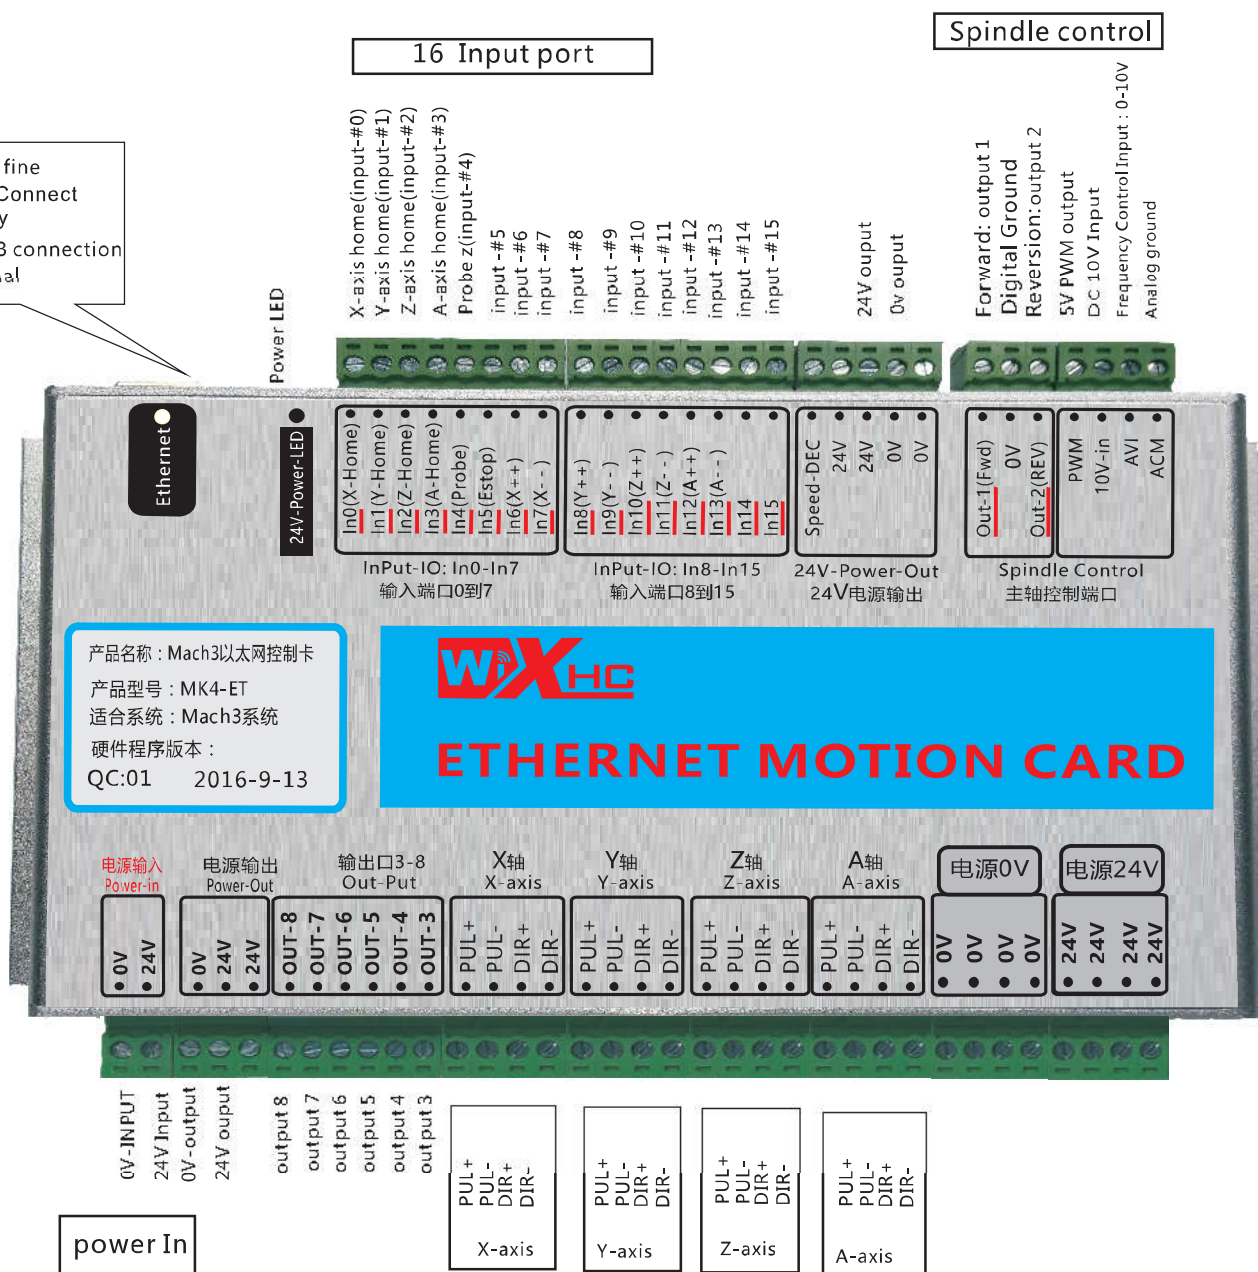 16 Input port
Spindle control
fine
Connect
y
3 connection
al
Power LED
X-axis home(input-#0)
Y-axis home(input-#1)
Z-axis home(input-#2)
A-axis home(input-#3)
Probe z(input-#4)
input -#5
input -#6
input -#7
input -#8
input -#9
input -#10
input -#11
input -#12
input -#13
input -#14
input -#15
24V ouput
0v ouput
Forward: output 1
Digital Ground
Reversion: output 2
5V PWM output
DC 10V Input
Frequency Control Input : 0-10V
Analog ground
Ethernet
24V-Power-LED
In0(X-Home)
In1(Y-Home)
In2(Z-Home)
In3(A-Home)
In4(Probe)
In5(Estop)
In6(X++)
In7(X--)
In8(Y++)
In9(Y--)
In10(Z++)
In11(Z--)
In12(A++)
In13(A--)
In14
In15
Speed-DEC
24V
24V
0V
0V
Out-1(Fwd)
0V
Out-2(REV)
PWM
10V-in
AVI
ACM
InPut-IO: In0-In7
输入端口0到7
InPut-IO: In8-In15
输入端口8到15
24V-Power-Out
24V电源输出
Spindle Control
主轴控制端口
产品名称：Mach3以太网控制卡
产品型号：MK4-ET
适合系统：Mach3系统
硬件程序版本：
QC:01 2016-9-13
WiXHC
ETHERNET MOTION CARD
电源输入
Power-in
电源输出
Power-Out
输出口3-8
Out-Put
X轴
X-axis
Y轴
Y-axis
Z轴
Z-axis
A轴
A-axis
电源0V
电源24V
0V
24V
0V
24V
24V
OUT-8
OUT-7
OUT-6
OUT-5
OUT-4
OUT-3
PUL+
PUL-
DIR+
DIR-
PUL+
PUL-
DIR+
DIR-
PUL+
PUL-
DIR+
DIR-
PUL+
PUL-
DIR+
DIR-
0V
0V
0V
0V
24V
24V
24V
24V
0V-INPUT
24V Input
0V-output
24V ouput
output 8
output 7
output 6
output 5
output 4
output 3
PUL+
PUL-
DIR+
DIR-
X-axis
PUL+
PUL-
DIR+
DIR-
Y-axis
PUL+
PUL-
DIR+
DIR-
Z-axis
PUL+
PUL-
DIR+
DIR-
A-axis
power In